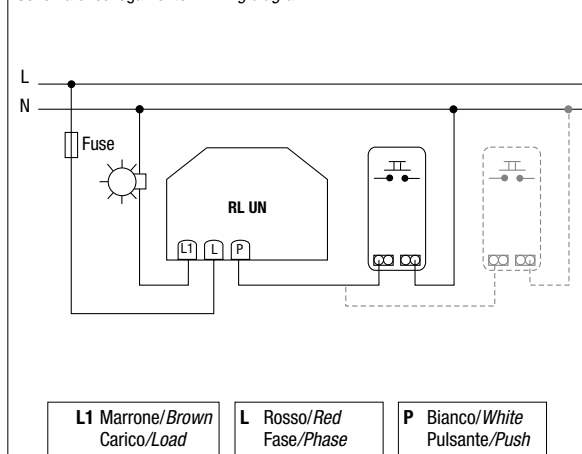 L
N
Fuse
RL UN
L1 L P
L1 Marrone/Brown
Carico/Load
L Rosso/Red
Fase/Phase
P Bianco/White
Pulsante/Push